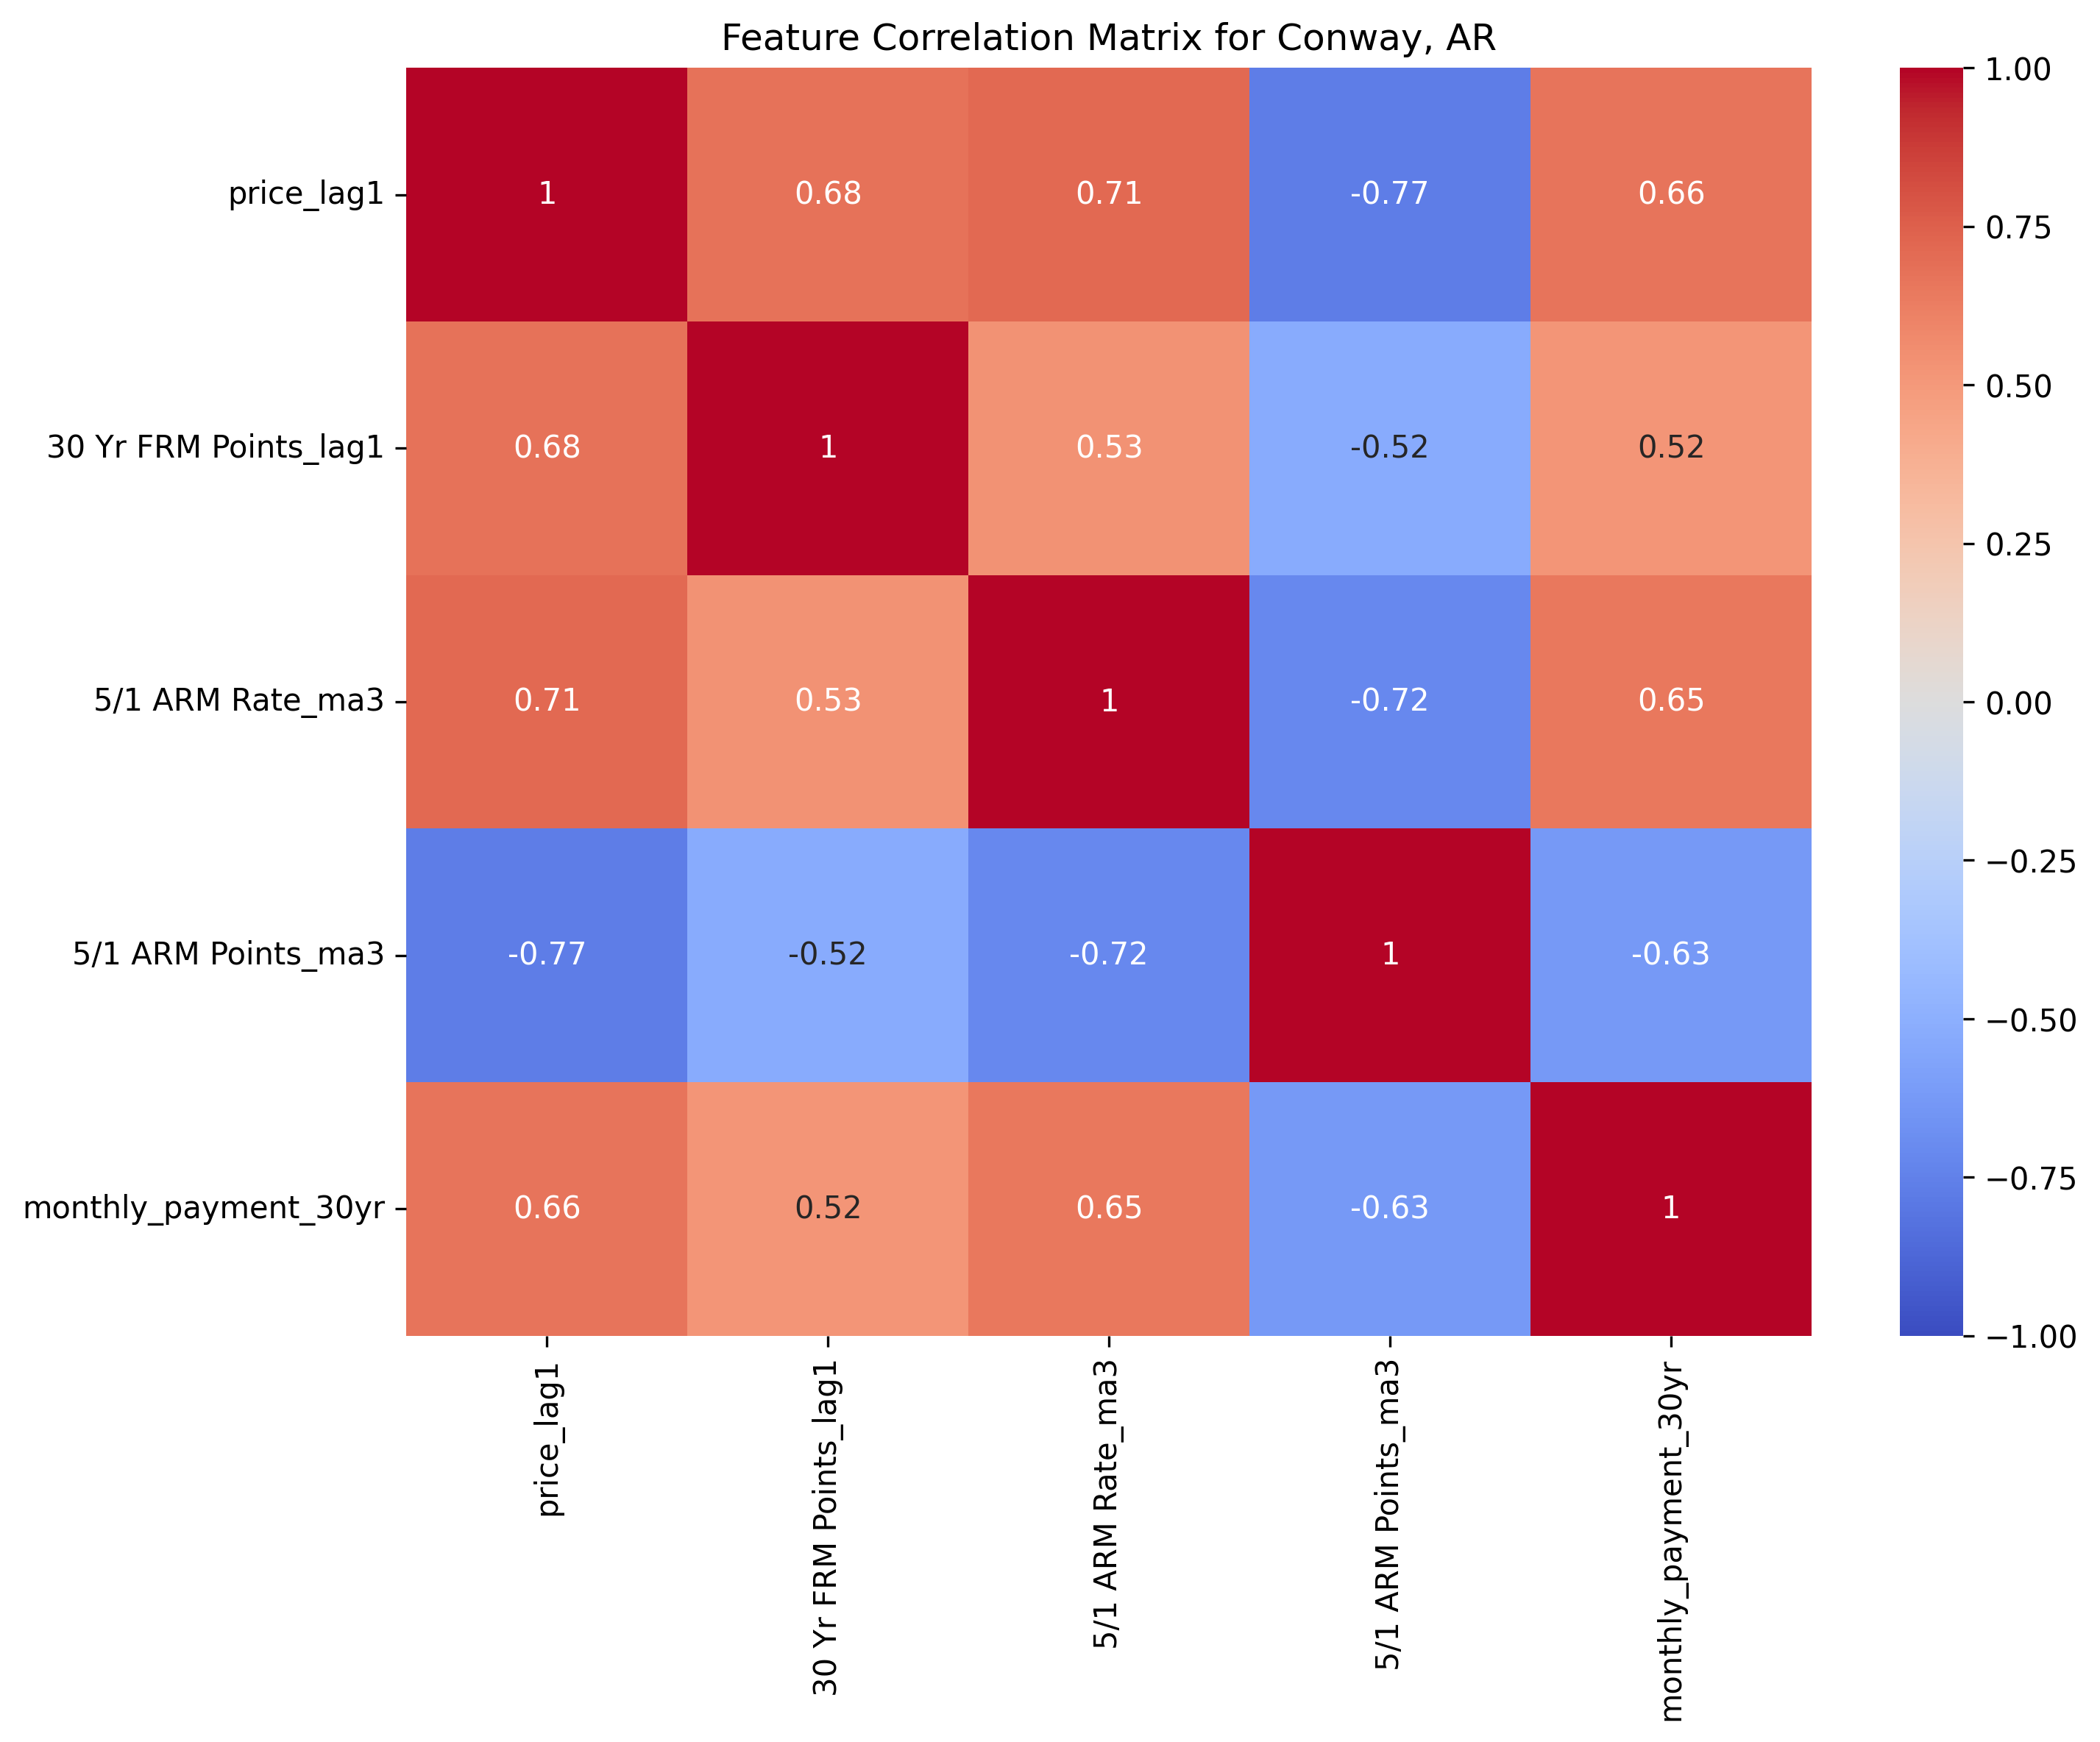 Feature Correlation Matrix for Conway, AR
price_lag1 1 0.68 0.71 -0.77 0.66
30 Yr FRM Points_lag1 0.68 1 0.53 -0.52 0.52
5/1 ARM Rate_ma3 0.71 0.53 1 -0.72 0.65
5/1 ARM Points_ma3 -0.77 -0.52 -0.72 1 -0.63
monthly_payment_30yr 0.66 0.52 0.65 -0.63 1
price_lag1
30 Yr FRM Points_lag1
5/1 ARM Rate_ma3
5/1 ARM Points_ma3
monthly_payment_30yr
1.00
0.75
0.50
0.25
0.00
−0.25
−0.50
−0.75
−1.00